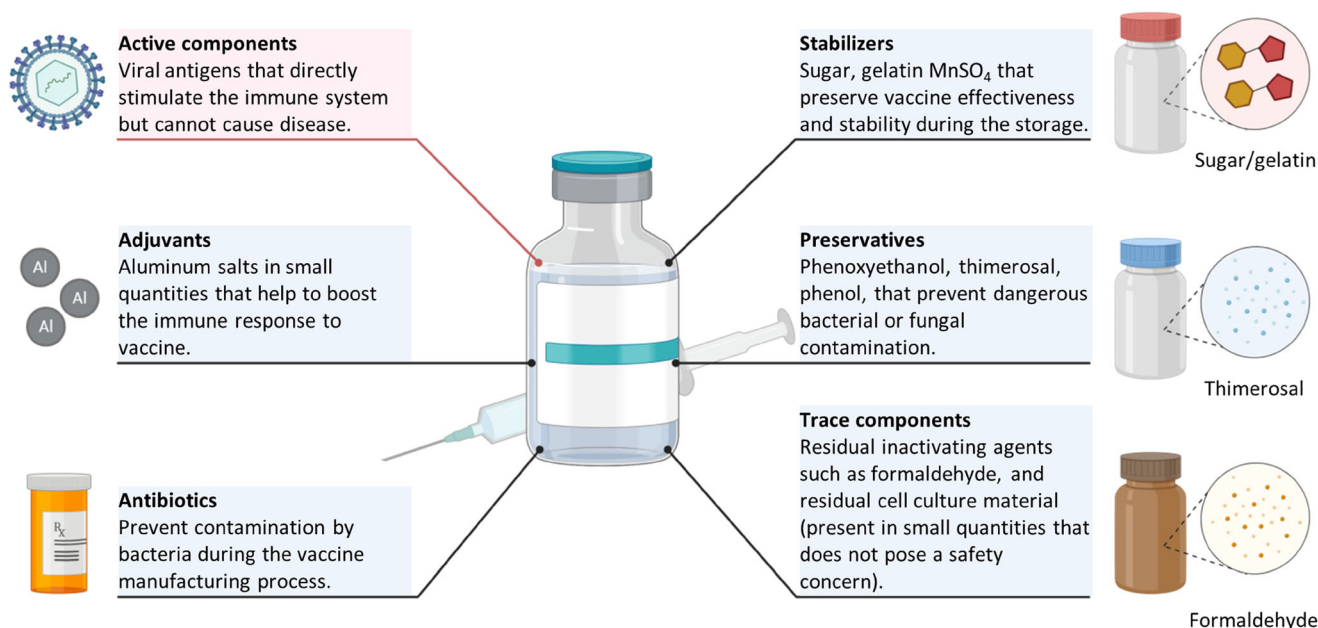 Active components
Viral antigens that directly
stimulate the immune system
but cannot cause disease.
Al
Al
Al
Adjuvants
Aluminum salts in small
quantities that help to boost
the immune response to
vaccine.
Rx
Antibiotics
Prevent contamination by
bacteria during the vaccine
manufacturing process.
Stabilizers
Sugar, gelatin MnSO₄ that
preserve vaccine effectiveness
and stability during the storage.
Sugar/gelatin
Preservatives
Phenoxyethanol, thimerosal,
phenol, that prevent dangerous
bacterial or fungal
contamination.
Thimerosal
Trace components
Residual inactivating agents
such as formaldehyde, and
residual cell culture material
(present in small quantities that
does not pose a safety
concern).
Formaldehyde